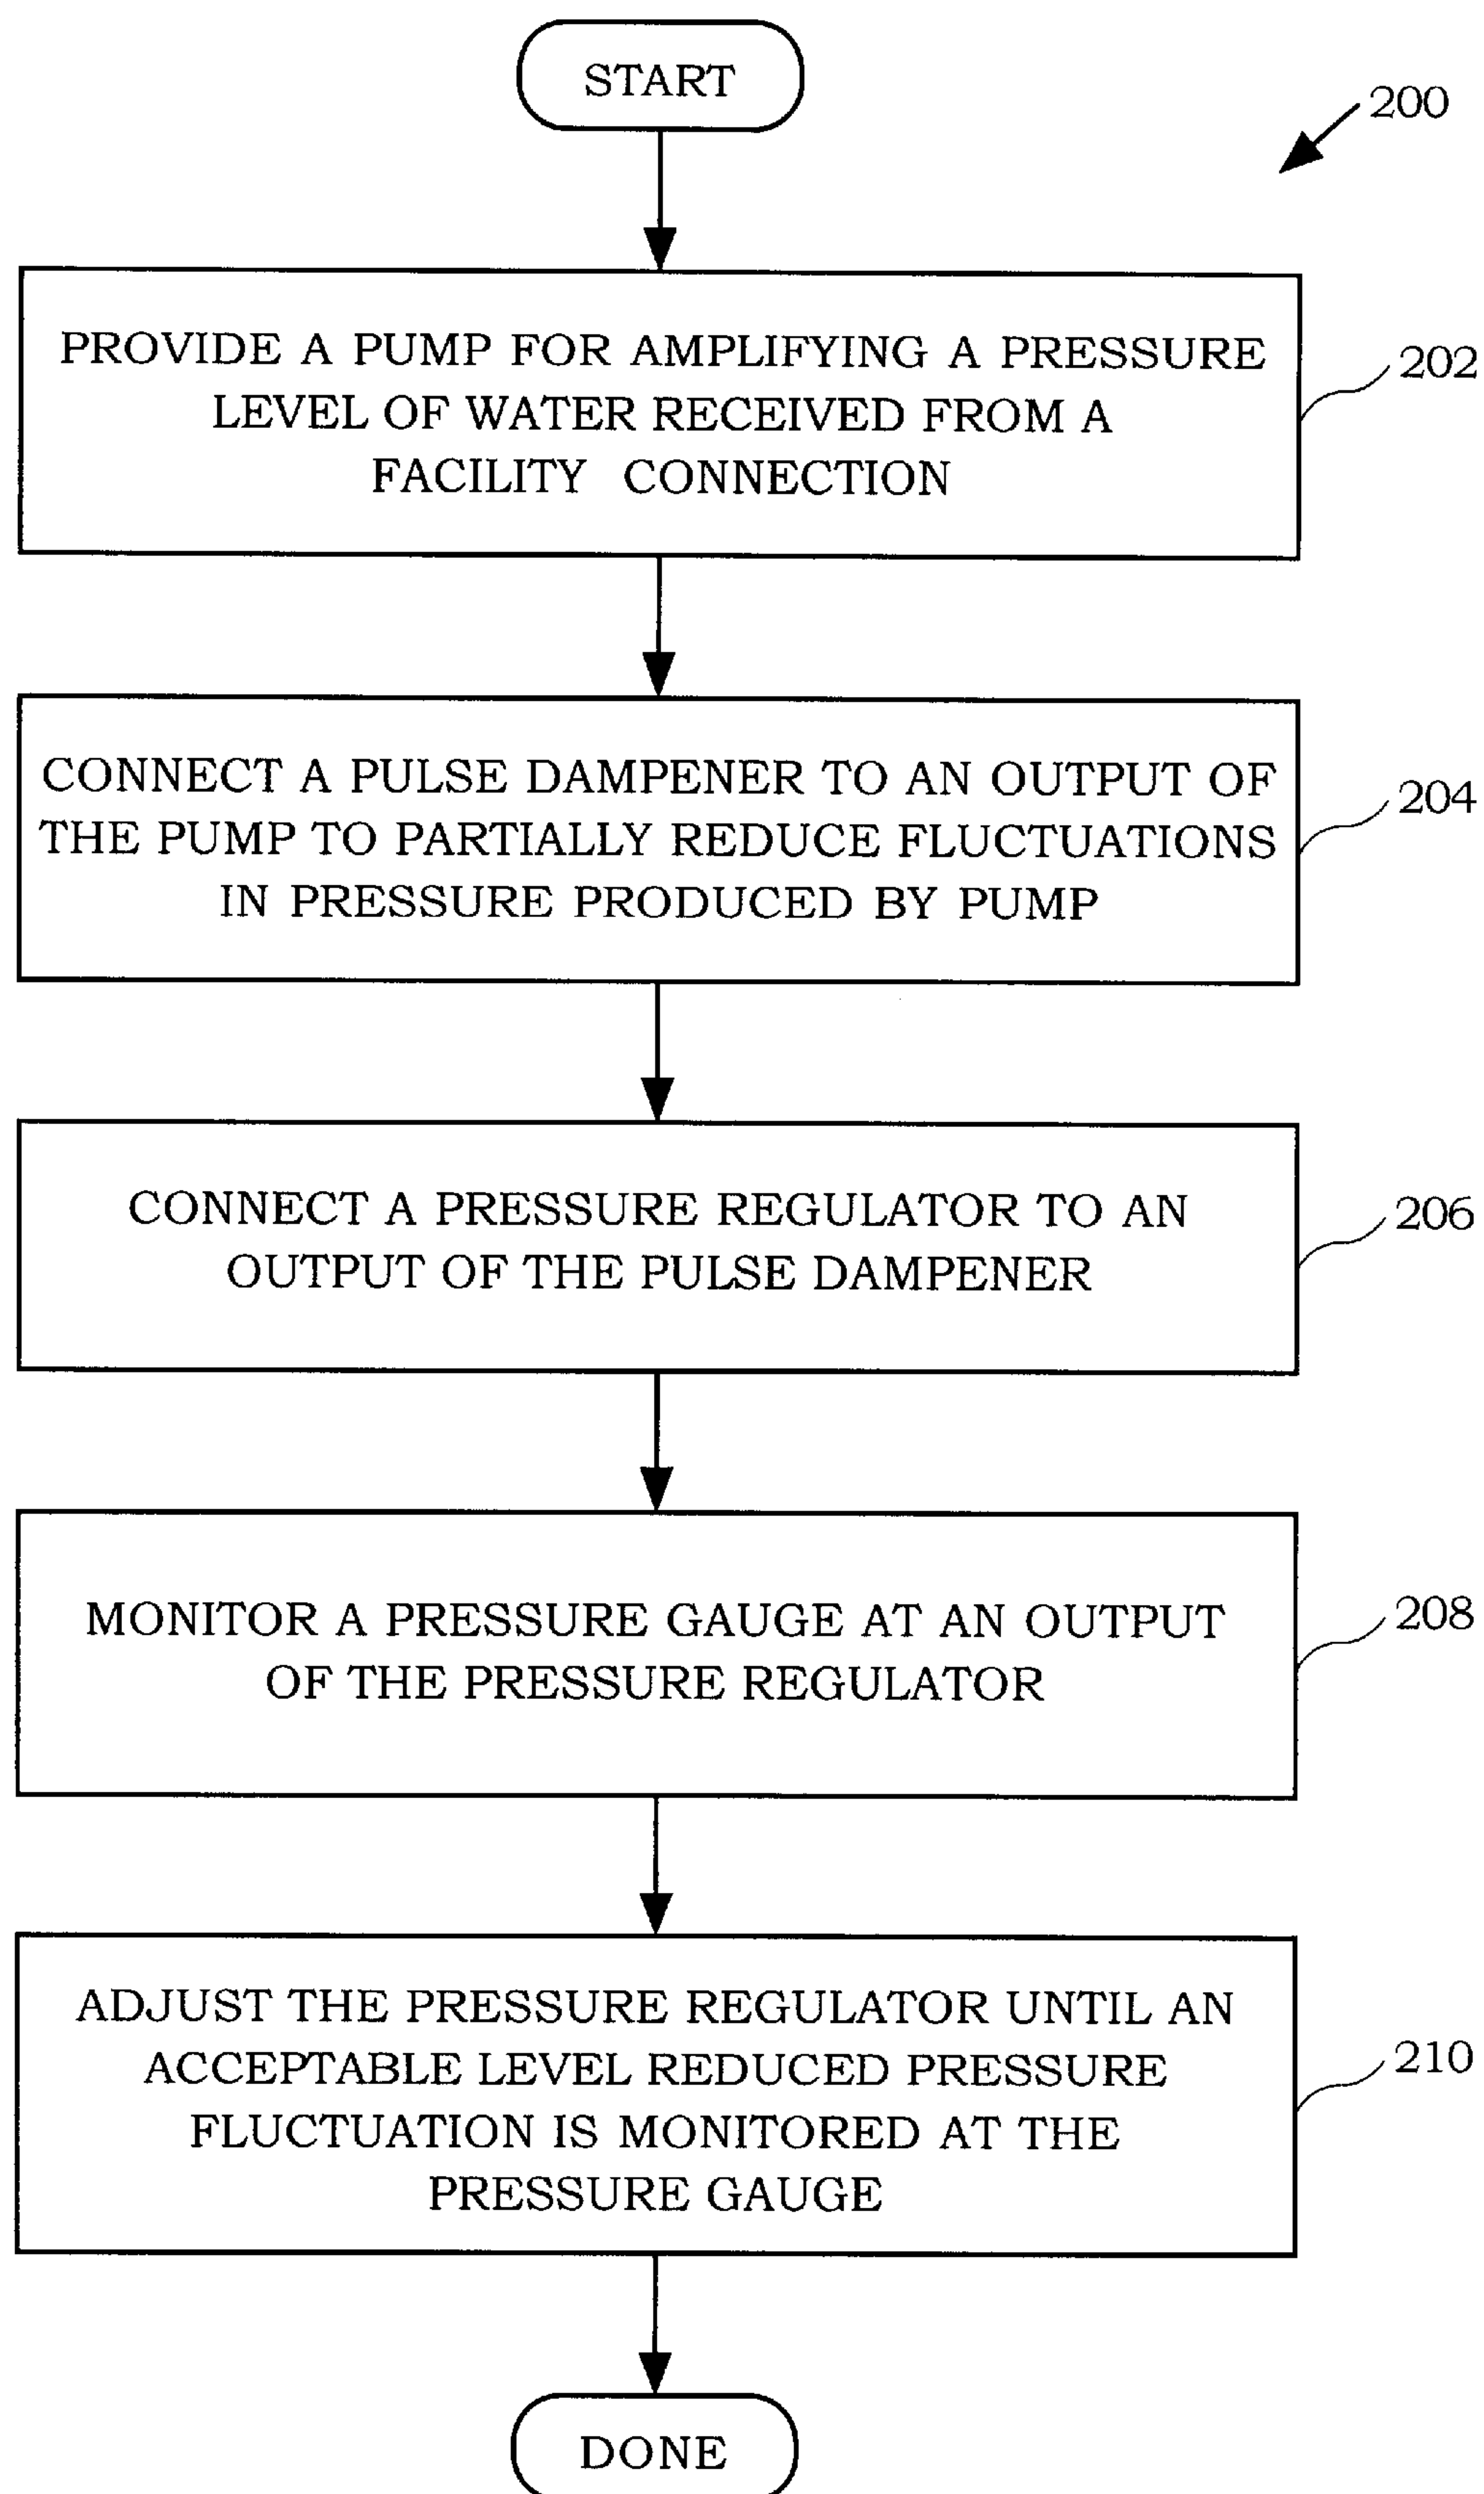 START
200
PROVIDE A PUMP FOR AMPLIFYING A PRESSURE
LEVEL OF WATER RECEIVED FROM A
FACILITY CONNECTION
202
CONNECT A PULSE DAMPENER TO AN OUTPUT OF
THE PUMP TO PARTIALLY REDUCE FLUCTUATIONS
IN PRESSURE PRODUCED BY PUMP
204
CONNECT A PRESSURE REGULATOR TO AN
OUTPUT OF THE PULSE DAMPENER
206
MONITOR A PRESSURE GAUGE AT AN OUTPUT
OF THE PRESSURE REGULATOR
208
ADJUST THE PRESSURE REGULATOR UNTIL AN
ACCEPTABLE LEVEL REDUCED PRESSURE
FLUCTUATION IS MONITORED AT THE
PRESSURE GAUGE
210
DONE